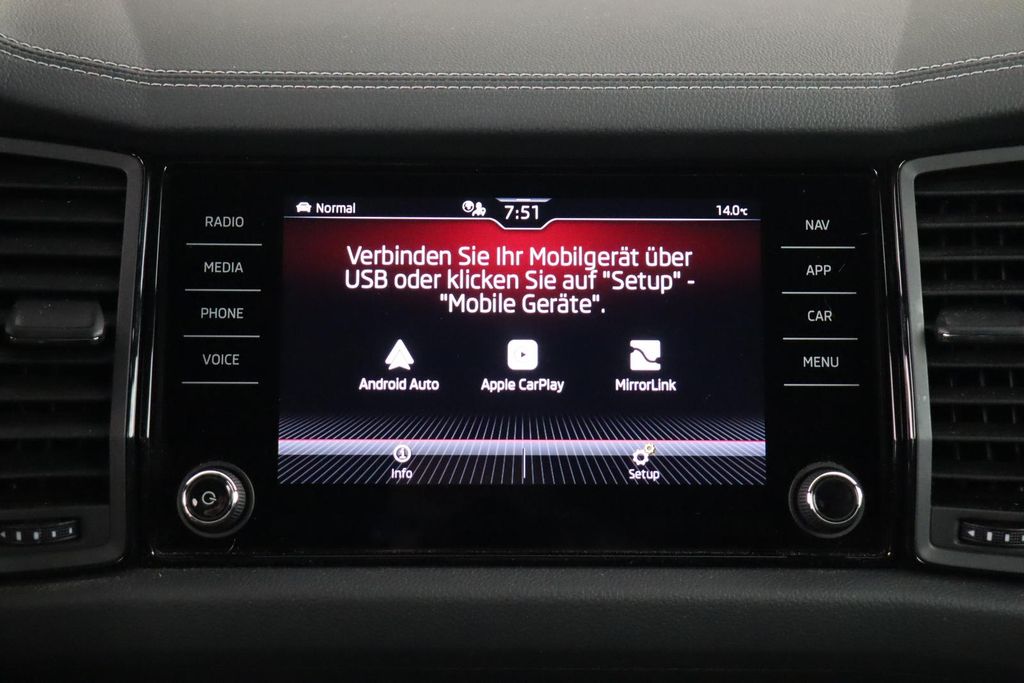 Normal
7:51
14.0°C
RADIO
MEDIA
PHONE
VOICE
Verbinden Sie Ihr Mobilgerät über
USB oder klicken Sie auf "Setup" -
"Mobile Geräte".
Android Auto
Apple CarPlay
MirrorLink
Info
Setup
NAV
APP
CAR
MENU